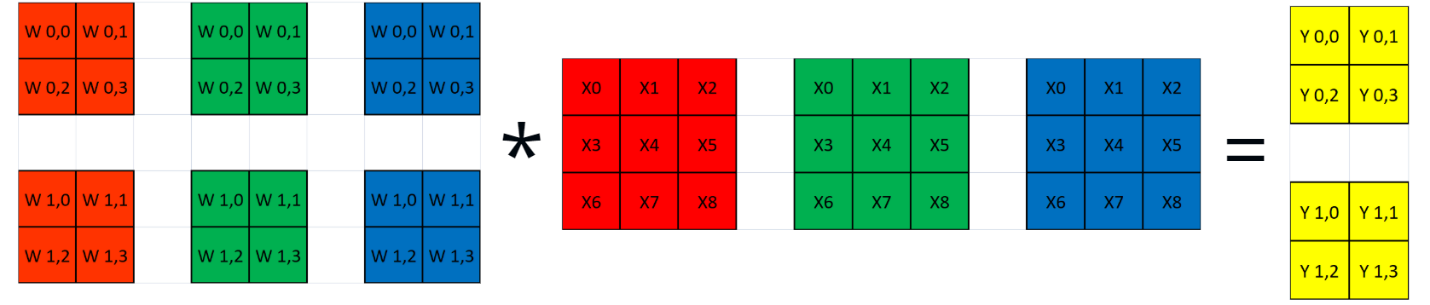 W 0,0 W 0,1 W 0,0 W 0,1 W 0,0 W 0,1
W 0,2 W 0,3 W 0,2 W 0,3 W 0,2 W 0,3
W 1,0 W 1,1 W 1,0 W 1,1 W 1,0 W 1,1
W 1,2 W 1,3 W 1,2 W 1,3 W 1,2 W 1,3
*
X0 X1 X2 X0 X1 X2 X0 X1 X2
X3 X4 X5 X3 X4 X5 X3 X4 X5
X6 X7 X8 X6 X7 X8 X6 X7 X8
=
Y 0,0 Y 0,1
Y 0,2 Y 0,3
Y 1,0 Y 1,1
Y 1,2 Y 1,3